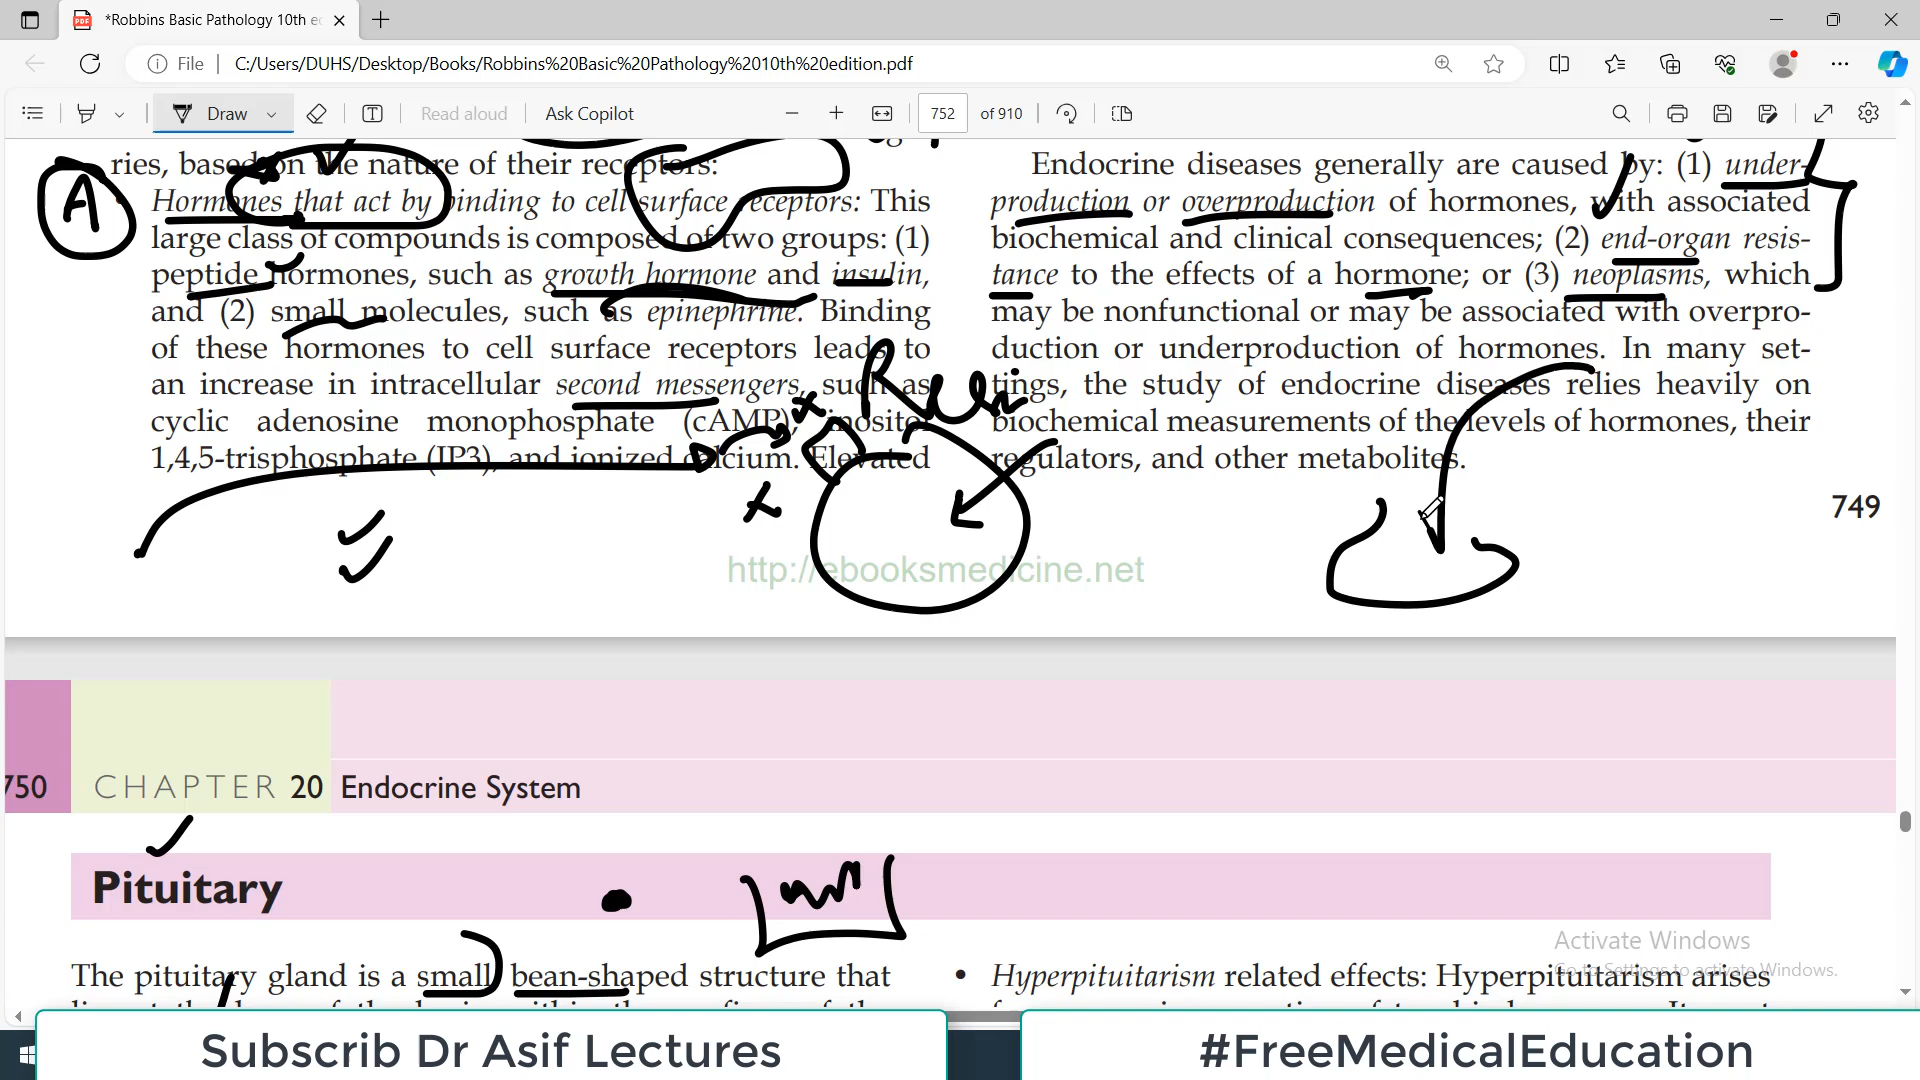 *Robbins Basic Pathology 10th ed
File
C:/Users/DUHS/Desktop/Books/Robbins%20Basic%20Pathology%2010th%20edition.pdf
Draw
Read aloud
Ask Copilot
752 of 910
ries, based on the nature of their receptors:
Hormones that act by binding to cell surface receptors: This
large class of compounds is composed of two groups: (1)
peptide hormones, such as growth hormone and insulin,
and (2) small molecules, such as epinephrine. Binding
of these hormones to cell surface receptors leads to
an increase in intracellular second messengers, such as
cyclic adenosine monophosphate (cAMP), inositol
1,4,5-trisphosphate (IP3), and ionized calcium. Elevated
A
Endocrine diseases generally are caused by: (1) under-
production or overproduction of hormones, with associated
biochemical and clinical consequences; (2) end-organ resis-
tance to the effects of a hormone; or (3) neoplasms, which
may be nonfunctional or may be associated with overpro-
duction or underproduction of hormones. In many set-
tings, the study of endocrine diseases relies heavily on
biochemical measurements of the levels of hormones, their
regulators, and other metabolites.
749
http://ebooksmedicine.net
750 CHAPTER 20 Endocrine System
Pituitary
The pituitary gland is a small bean-shaped structure that
• Hyperpituitarism related effects: Hyperpituitarism arises
Activate Windows
Go to Settings to activate Windows.
Subscrib Dr Asif Lectures
#FreeMedicalEducation